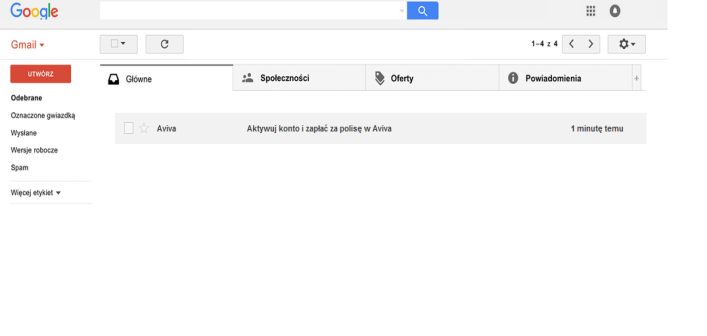 Google
Gmail
1–4 z 4
UTWÓRZ
Główne
Społeczności
Oferty
Powiadomienia
+
Odebrane
Oznaczone gwiazdką
Wysłane
Wersje robocze
Spam
Więcej etykiet
Aviva Aktywuj konto i zapłać za polisę w Aviva 1 minutę temu